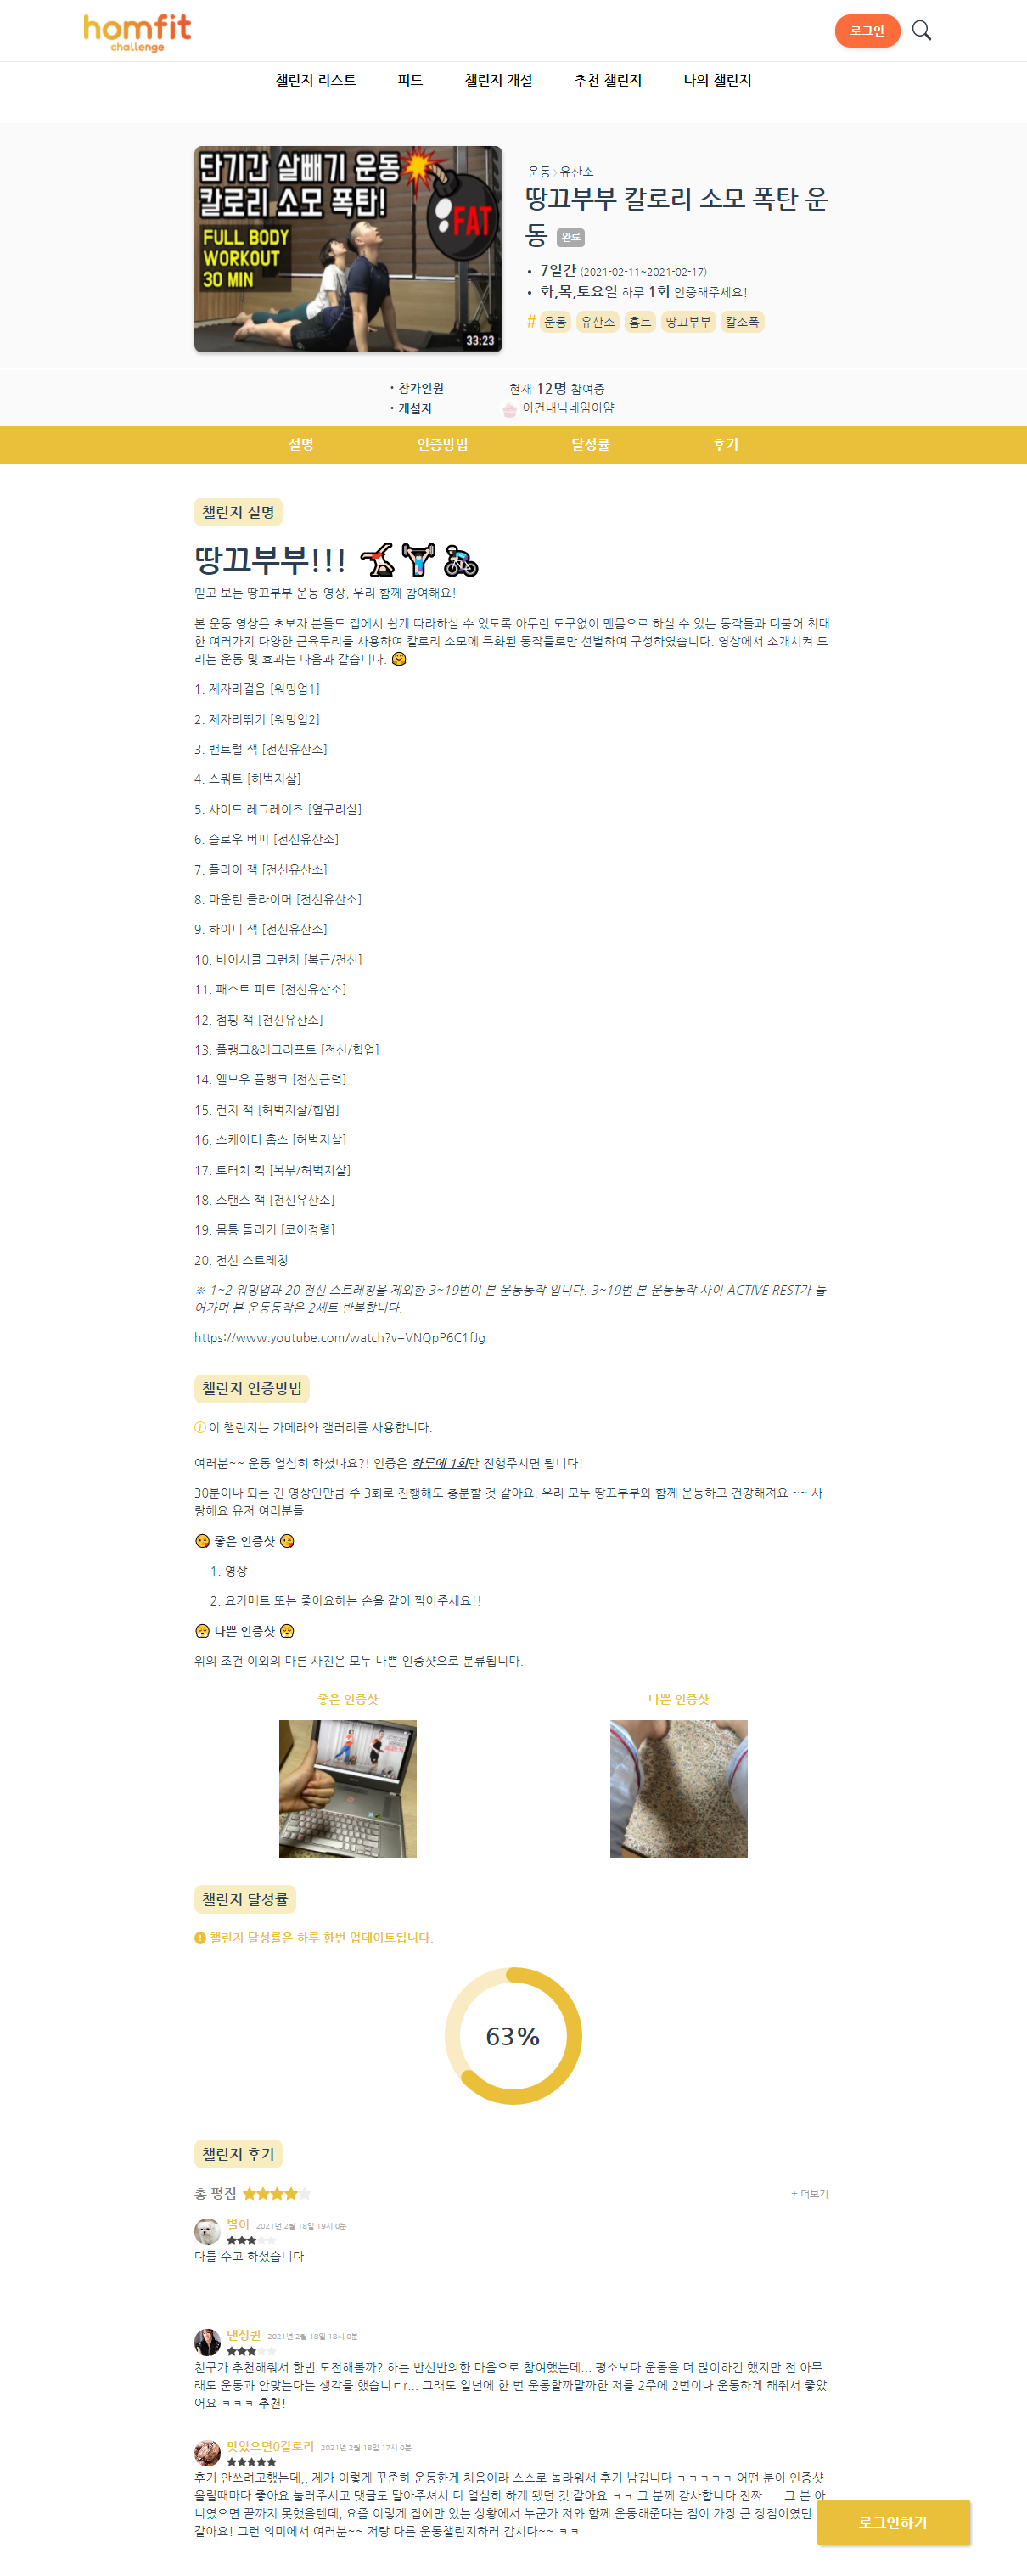 homfit
challenge
로그인
챌린지 리스트 피드 챌린지 개설 추천 챌린지 나의 챌린지
단기간 살빼기 운동
칼로리 소모 폭탄!
FULL BODY
WORKOUT
30 MIN
FAT
33:23
운동 > 유산소
땅끄부부 칼로리 소모 폭탄 운
동 완료
• 7일간 (2021-02-11~2021-02-17)
• 화,목,토요일 하루 1회 인증해주세요!
# 운동 유산소 홈트 땅끄부부 칼소폭
· 참가인원 현재 12명 참여중
· 개설자 이건내닉네임이얌
설명 인증방법 달성률 후기
챌린지 설명
땅끄부부!!! 🤸🏋🚴
믿고 보는 땅끄부부 운동 영상, 우리 함께 참여해요!
본 운동 영상은 초보자 분들도 집에서 쉽게 따라하실 수 있도록 아무런 도구없이 맨몸으로 하실 수 있는 동작들과 더불어 최대
한 여러가지 다양한 근육무리를 사용하여 칼로리 소모에 특화된 동작들로만 선별하여 구성하였습니다. 영상에서 소개시켜 드
리는 운동 및 효과는 다음과 같습니다. 🤗
1. 제자리걸음 [워밍업1]
2. 제자리뛰기 [워밍업2]
3. 밴트럴 잭 [전신유산소]
4. 스쿼트 [허벅지살]
5. 사이드 레그레이즈 [옆구리살]
6. 슬로우 버피 [전신유산소]
7. 플라이 잭 [전신유산소]
8. 마운틴 클라이머 [전신유산소]
9. 하이니 잭 [전신유산소]
10. 바이시클 크런치 [복근/전신]
11. 패스트 피트 [전신유산소]
12. 점핑 잭 [전신유산소]
13. 플랭크&레그리프트 [전신/힙업]
14. 엘보우 플랭크 [전신근력]
15. 런지 잭 [허벅지살/힙업]
16. 스케이터 홉스 [허벅지살]
17. 토터치 킥 [복부/허벅지살]
18. 스탠스 잭 [전신유산소]
19. 몸통 돌리기 [코어정렬]
20. 전신 스트레칭
※ 1~2 워밍업과 20 전신 스트레칭을 제외한 3~19번이 본 운동동작 입니다. 3~19번 본 운동동작 사이 ACTIVE REST가 들
어가며 본 운동동작은 2세트 반복합니다.
https://www.youtube.com/watch?v=VNQpP6C1fJg
챌린지 인증방법
이 챌린지는 카메라와 갤러리를 사용합니다.
여러분~~ 운동 열심히 하셨나요?! 인증은 하루에 1회만 진행주시면 됩니다!
30분이나 되는 긴 영상인만큼 주 3회로 진행해도 충분할 것 같아요. 우리 모두 땅끄부부와 함께 운동하고 건강해져요 ~~ 사
랑해요 유저 여러분들
😘 좋은 인증샷 😘
1. 영상
2. 요가매트 또는 좋아요하는 손을 같이 찍어주세요!!
😤 나쁜 인증샷 😤
위의 조건 이외의 다른 사진은 모두 나쁜 인증샷으로 분류됩니다.
좋은 인증샷 나쁜 인증샷
챌린지 달성률
챌린지 달성률은 하루 한번 업데이트됩니다.
63%
챌린지 후기
총 평점 ★★★★★ + 더보기
별이 2021년 2월 18일 19시 0분
★★★★★
다들 수고 하셨습니다
댄싱퀸 2021년 2월 18일 18시 0분
★★★★★
친구가 추천해줘서 한번 도전해볼까? 하는 반신반의한 마음으로 참여했는데... 평소보다 운동을 더 많이하긴 했지만 전 아무
래도 운동과 안맞는다는 생각을 했습니ㄷr... 그래도 일년에 한 번 운동할까말까한 저를 2주에 2번이나 운동하게 해줘서 좋았
어요 ㅋㅋㅋ 추천!
맛있으면0칼로리 2021년 2월 18일 17시 0분
★★★★★
후기 안쓰려고했는데,, 제가 이렇게 꾸준히 운동한게 처음이라 스스로 놀라워서 후기 남깁니다 ㅋㅋㅋㅋㅋ 어떤 분이 인증샷
올릴때마다 좋아요 눌러주시고 댓글도 달아주셔서 더 열심히 하게 됐던 것 같아요 ㅋㅋ 그 분께 감사합니다 진짜..... 그 분 아
니였으면 끝까지 못했을텐데, 요즘 이렇게 집에만 있는 상황에서 누군가 저와 함께 운동해준다는 점이 가장 큰 장점이였던
같아요! 그런 의미에서 여러분~~ 저랑 다른 운동챌린지하러 갑시다~~ ㅋㅋ
로그인하기